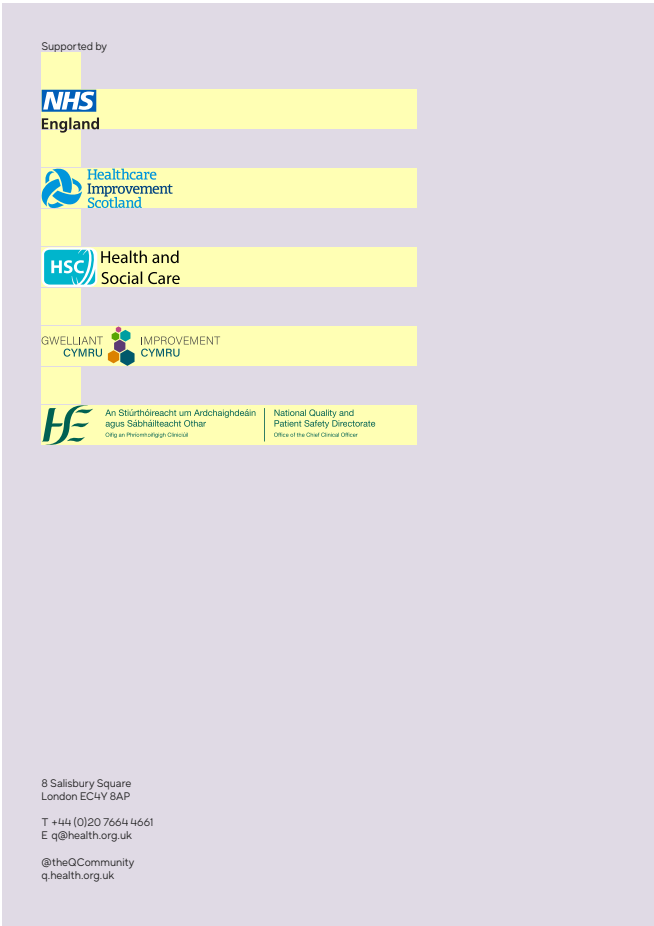 Supported by
NHS
England
Healthcare
Improvement
Scotland
HSC
Health and
Social Care
GWELLIANT
CYMRU
IMPROVEMENT
CYMRU
An Stiúrthóireacht um Ardchaighdeáin
agus Sábháilteacht Othar
Oifig an Phríomhoifigigh Cliniciúil
National Quality and
Patient Safety Directorate
Office of the Chief Clinical Officer
8 Salisbury Square
London EC4Y 8AP
T +44 (0)20 7664 4661
E q@health.org.uk
@theQCommunity
q.health.org.uk